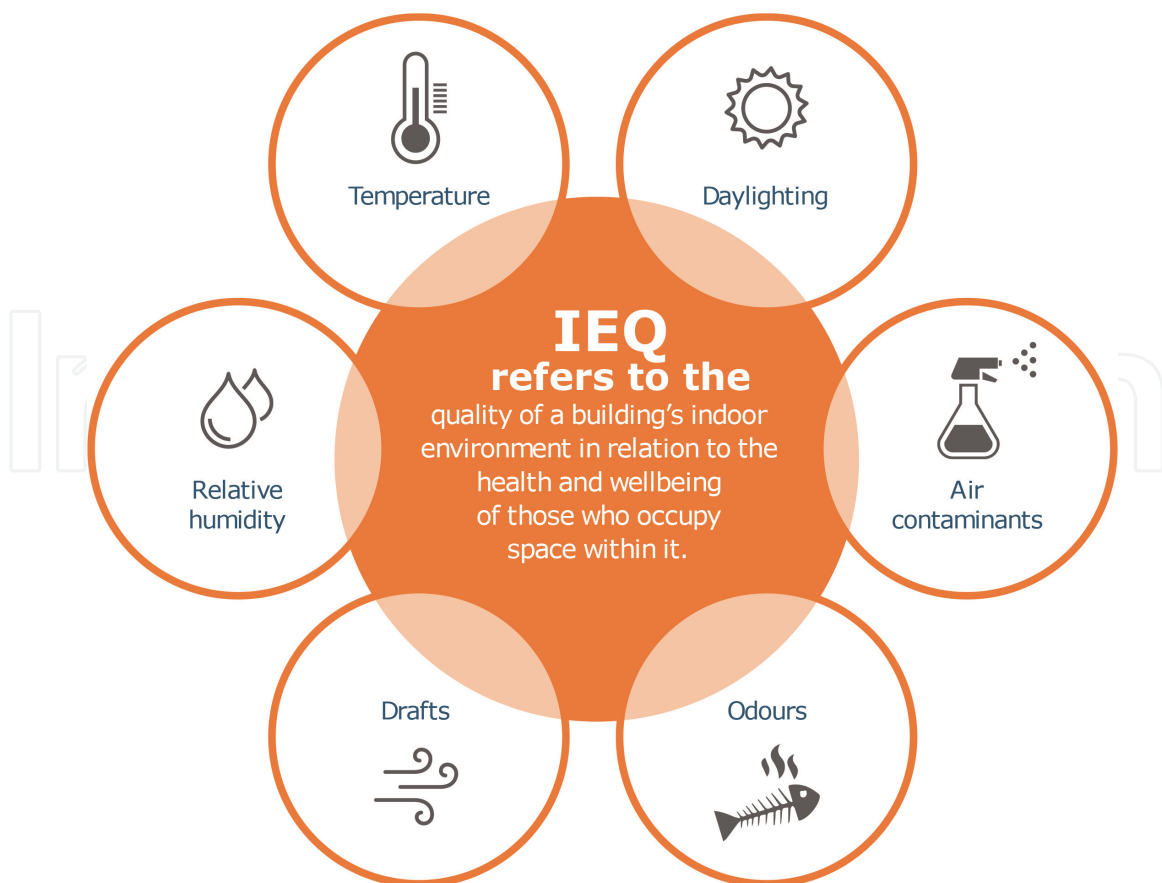 Temperature
Daylighting
IEQ
refers to the
quality of a building’s indoor
environment in relation to the
health and wellbeing
of those who occupy
space within it.
Relative
humidity
Air
contaminants
Drafts
Odours